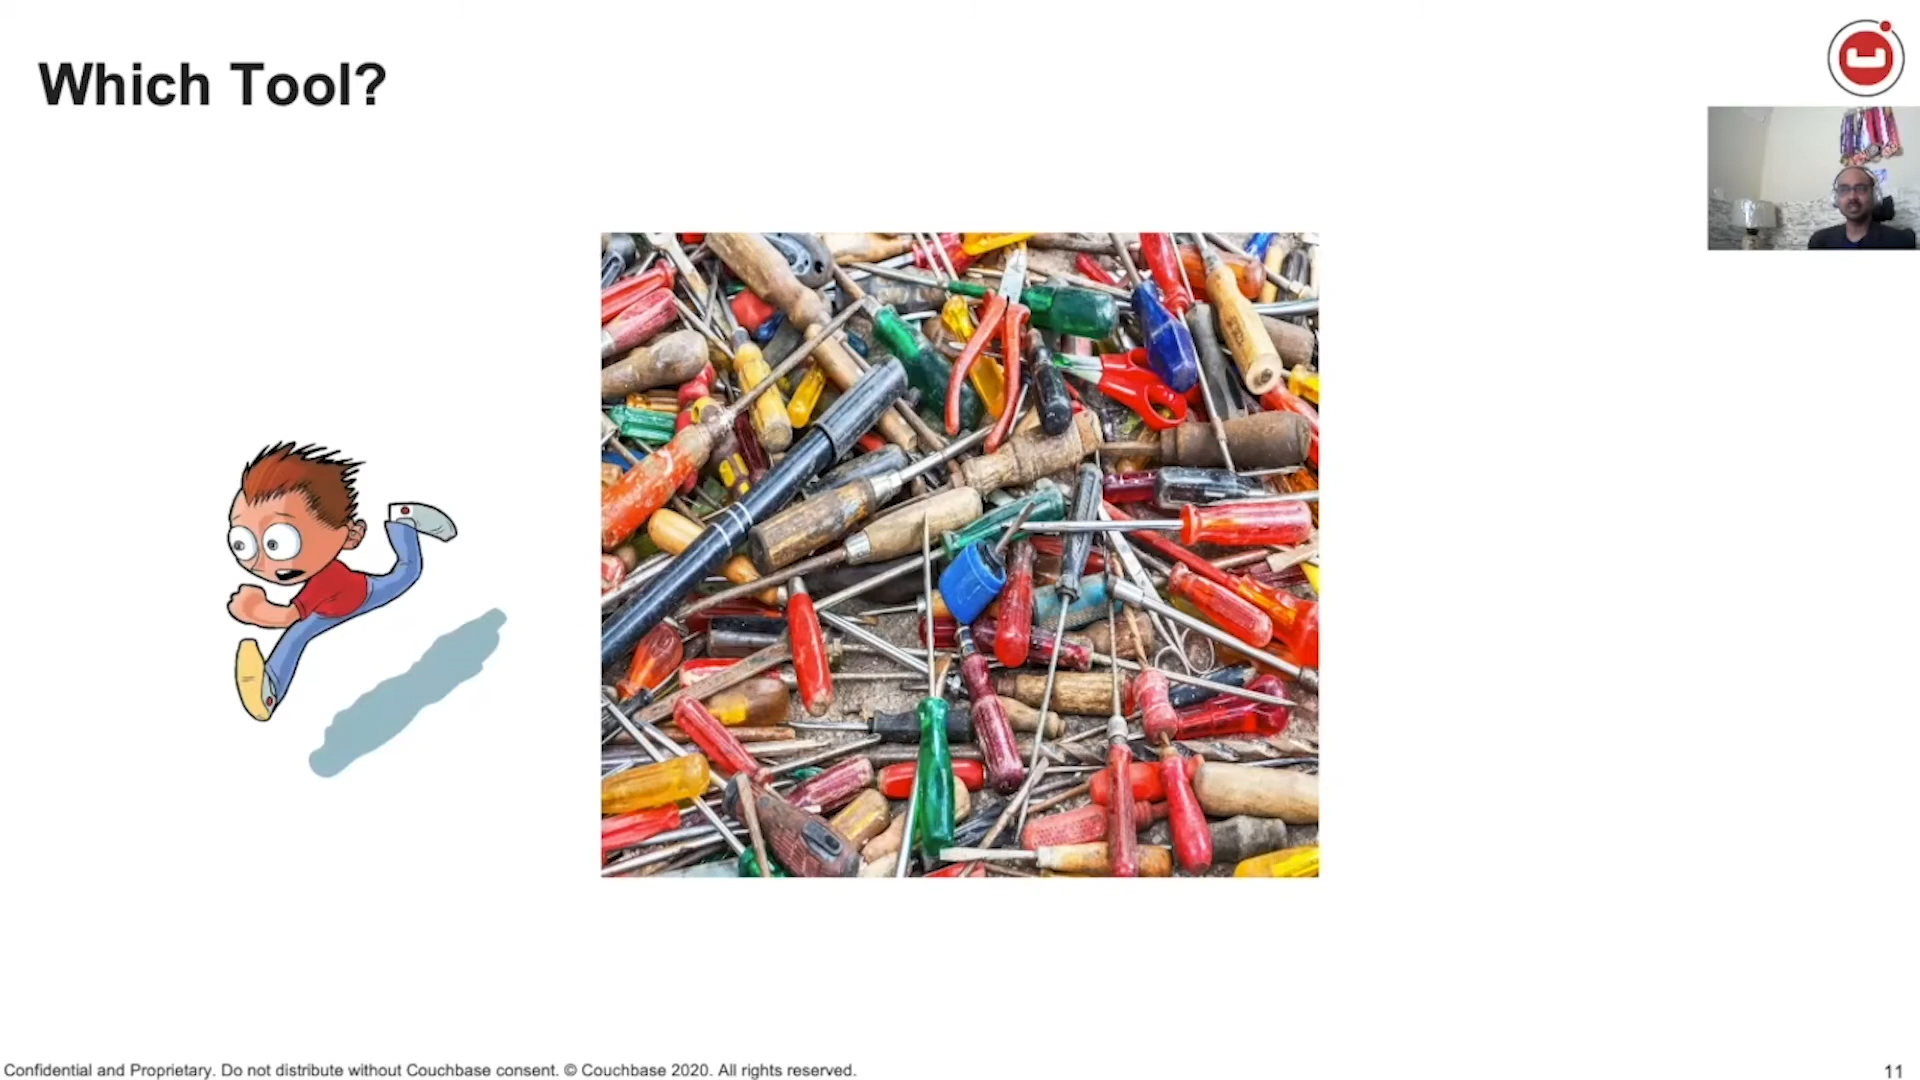 Which Tool?
Confidential and Proprietary. Do not distribute without Couchbase consent. © Couchbase 2020. All rights reserved.
11